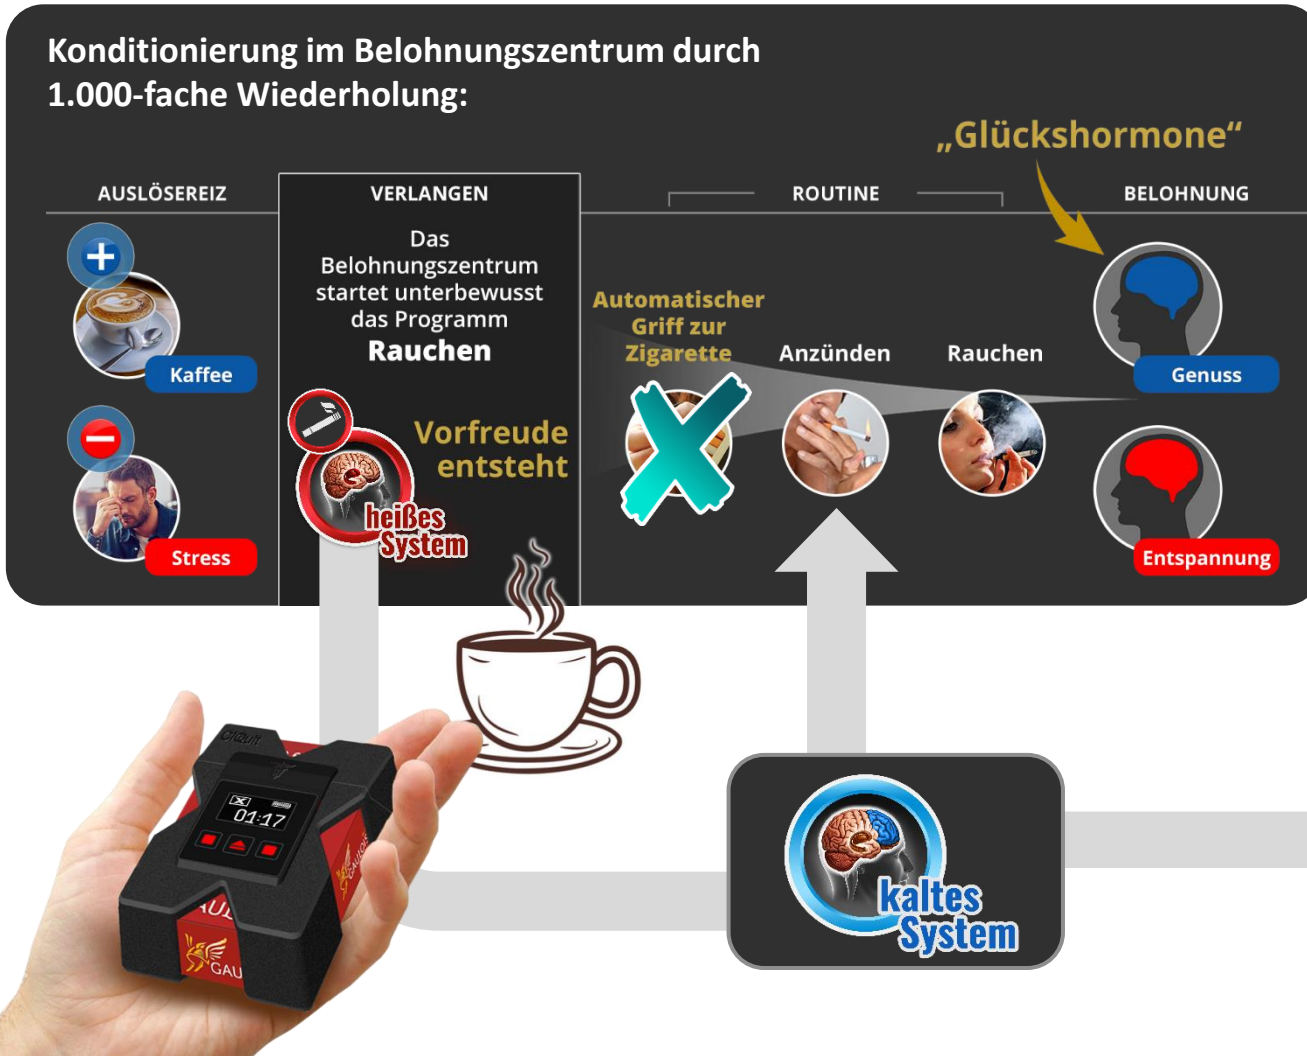 Konditionierung im Belohnungszentrum durch
1.000-fache Wiederholung:
„Glückshormone“
AUSLÖSEREIZ
VERLANGEN
ROUTINE
BELOHNUNG
Kaffee
Stress
Das
Belohnungszentrum
startet unterbewusst
das Programm
Rauchen
Vorfreude
entsteht
heißes
System
Automatischer
Griff zur
Zigarette
Anzünden
Rauchen
Genuss
Entspannung
01:17
GAU
kaltes
System